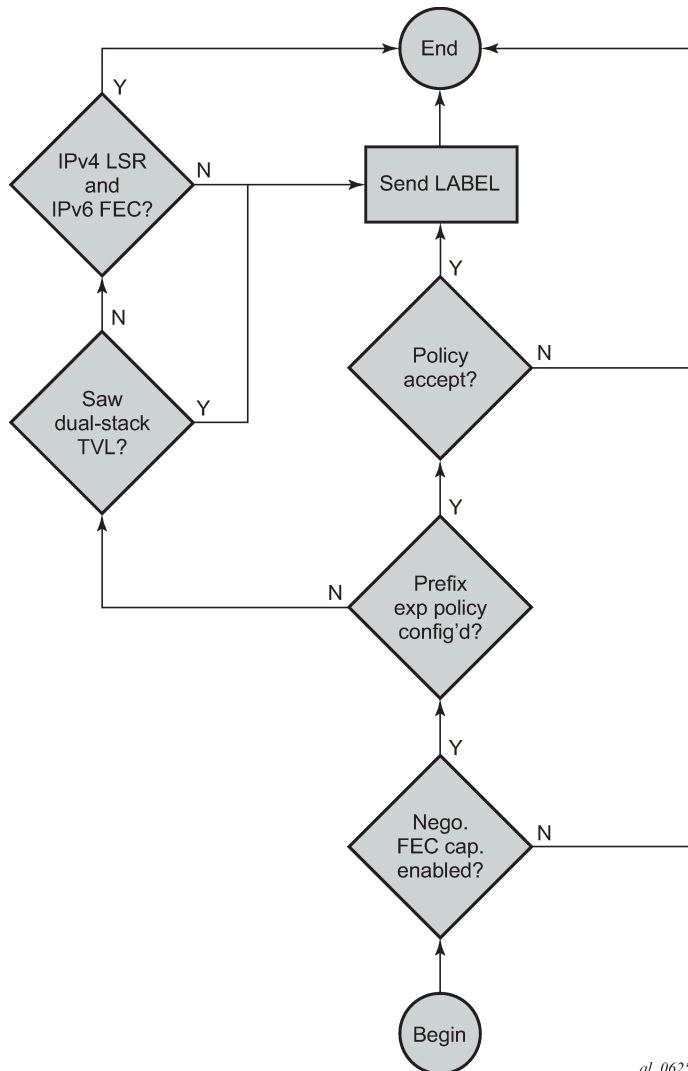 End
Y
IPv4 LSR
and
IPv6 FEC?
N
Send LABEL
Y
N
Policy
accept?
N
Saw
dual-stack
TVL?
Y
Y
N
Prefix
exp policy
config'd?
Y
Nego.
FEC cap.
enabled?
N
Begin